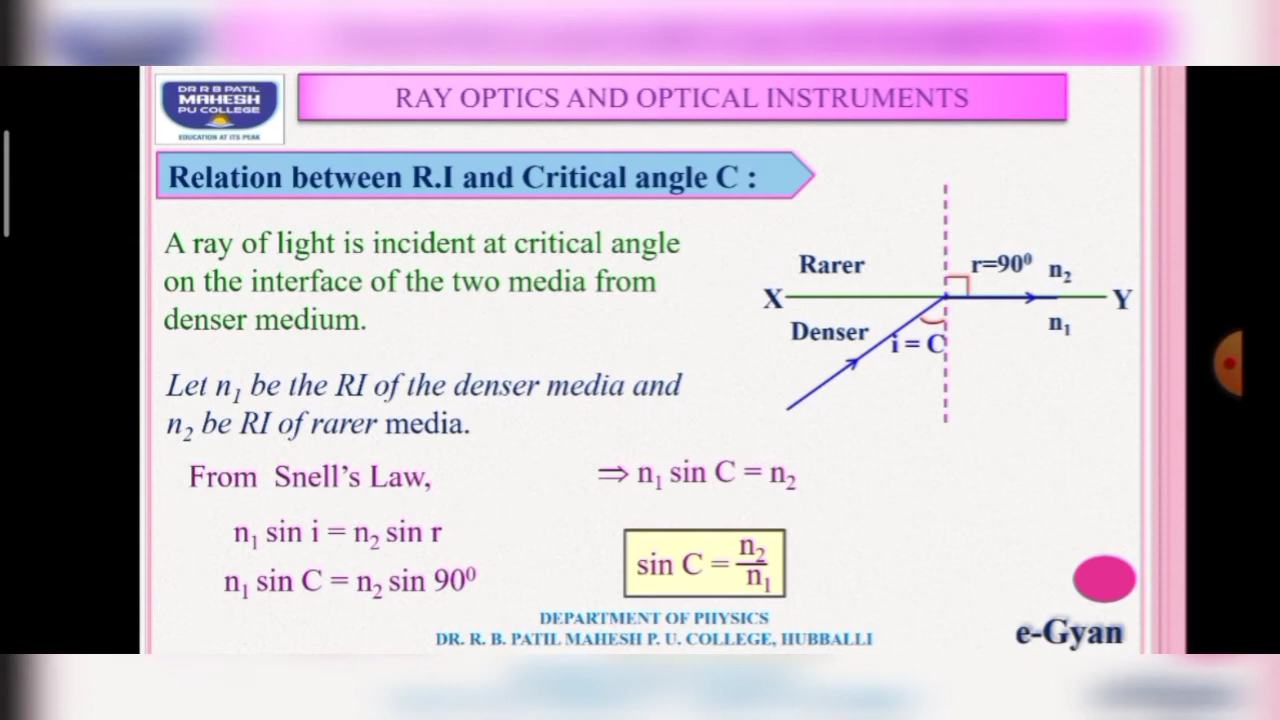 DR R B PATIL
MAHESH
PU COLLEGE
EDUCATION AT ITS PEAK
RAY OPTICS AND OPTICAL INSTRUMENTS
Relation between R.I and Critical angle C :
A ray of light is incident at critical angle
on the interface of the two media from
denser medium.
Let n₁ be the RI of the denser media and
n₂ be RI of rarer media.
From Snell's Law,
n₁ sin i = n₂ sin r
n₁ sin C = n₂ sin 90⁰
⇒ n₁ sin C = n₂
sin C = n₂/n₁
Rarer
r=90⁰
n₂
X
Y
Denser
i = C
n₁
DEPARTMENT OF PHYSICS
DR. R. B. PATIL MAHESH P. U. COLLEGE, HUBBALLI
e-Gyan